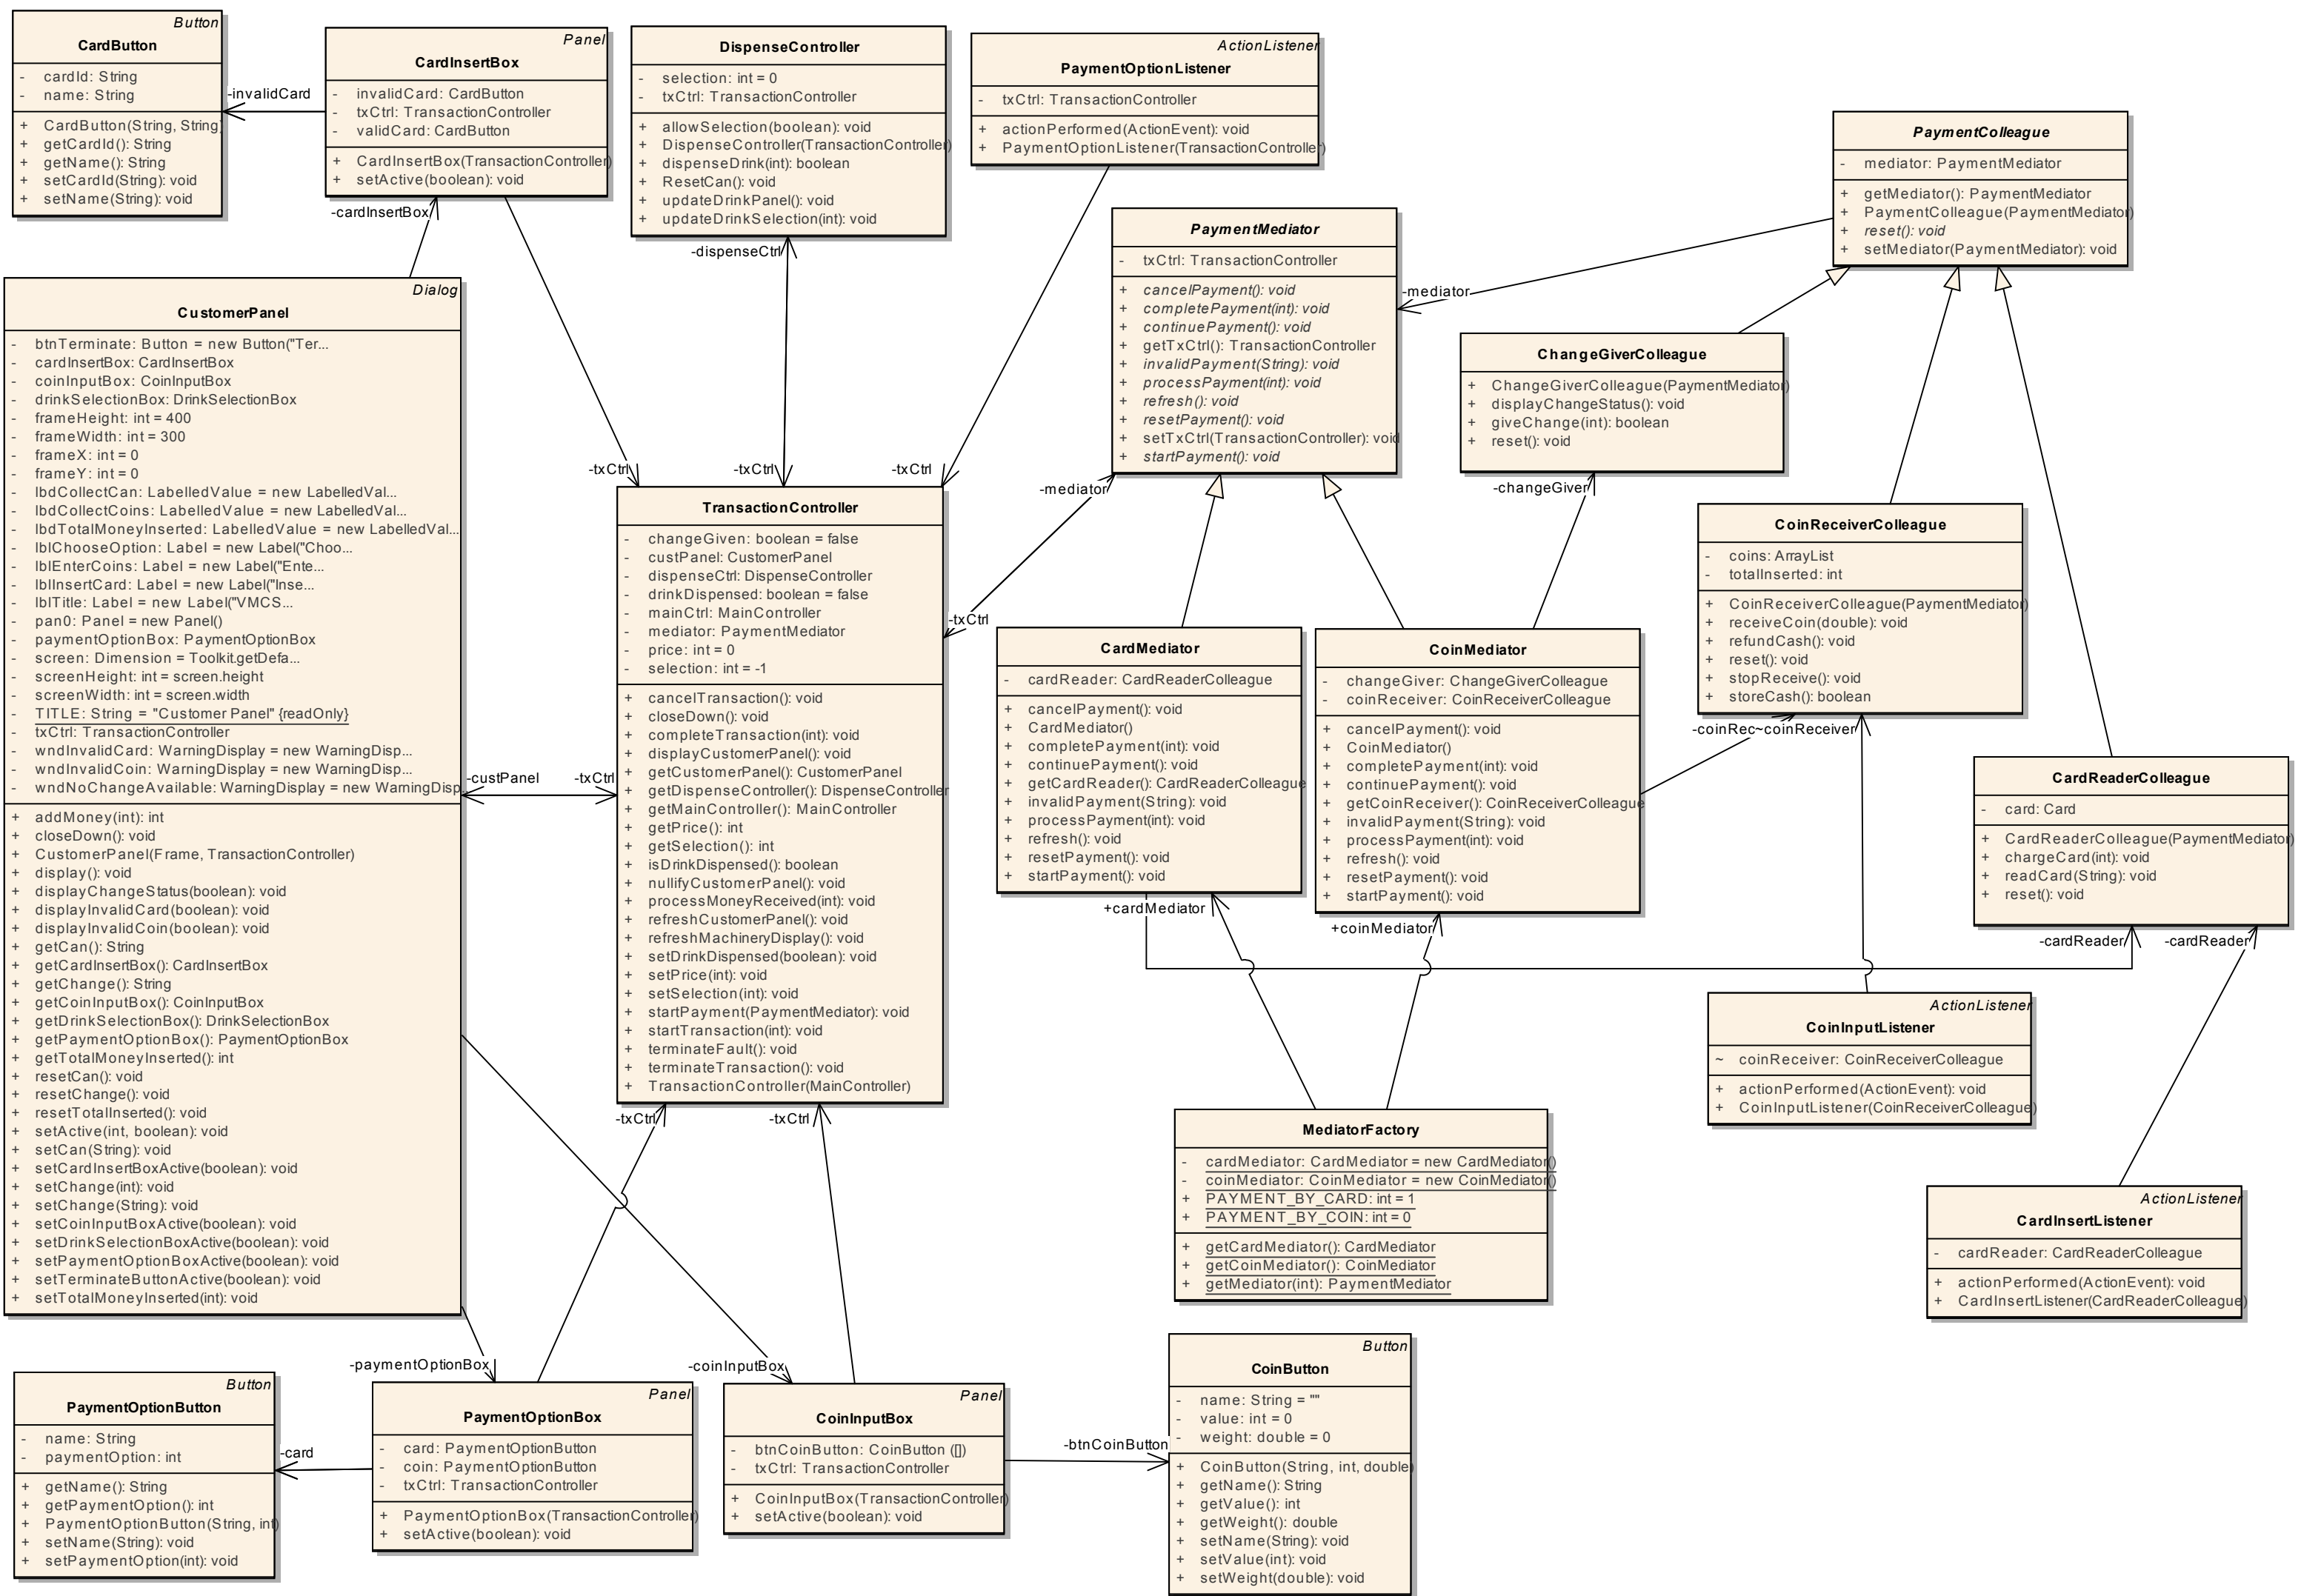 Button
CardButton
- cardId: String
- name: String
+ CardButton(String, String)
+ getCardId(): String
+ getName(): String
+ setCardId(String): void
+ setName(String): void
-invalidCard
Panel
CardInsertBox
- invalidCard: CardButton
- txCtrl: TransactionController
- validCard: CardButton
+ CardInsertBox(TransactionController)
+ setActive(boolean): void
-cardInsertBox
DispenseController
- selection: int = 0
- txCtrl: TransactionController
+ allowSelection(boolean): void
+ DispenseController(TransactionController)
+ dispenseDrink(int): boolean
+ ResetCan(): void
+ updateDrinkPanel(): void
+ updateDrinkSelection(int): void
-dispenseCtrl
ActionListener
PaymentOptionListener
- txCtrl: TransactionController
+ actionPerformed(ActionEvent): void
+ PaymentOptionListener(TransactionController)
PaymentColleague
- mediator: PaymentMediator
+ getMediator(): PaymentMediator
+ PaymentColleague(PaymentMediator)
+ reset(): void
+ setMediator(PaymentMediator): void
PaymentMediator
- txCtrl: TransactionController
+ cancelPayment(): void
+ completePayment(int): void
+ continuePayment(): void
+ getTxCtrl(): TransactionController
+ invalidPayment(String): void
+ processPayment(int): void
+ refresh(): void
+ resetPayment(): void
+ setTxCtrl(TransactionController): void
+ startPayment(): void
-mediator
ChangeGiverColleague
+ ChangeGiverColleague(PaymentMediator)
+ displayChangeStatus(): void
+ giveChange(int): boolean
+ reset(): void
-changeGiver
Dialog
CustomerPanel
- btnTerminate: Button = new Button("Ter...
- cardInsertBox: CardInsertBox
- coinInputBox: CoinInputBox
- drinkSelectionBox: DrinkSelectionBox
- frameHeight: int = 400
- frameWidth: int = 300
- frameX: int = 0
- frameY: int = 0
- lbdCollectCan: LabelledValue = new LabelledVal...
- lbdCollectCoins: LabelledValue = new LabelledVal...
- lbdTotalMoneyInserted: LabelledValue = new LabelledVal...
- lblChooseOption: Label = new Label("Choo...
- lblEnterCoins: Label = new Label("Ente...
- lblInsertCard: Label = new Label("Inse...
- lblTitle: Label = new Label("VMCS...
- pan0: Panel = new Panel()
- paymentOptionBox: PaymentOptionBox
- screen: Dimension = Toolkit.getDefa...
- screenHeight: int = screen.height
- screenWidth: int = screen.width
- TITLE: String = "Customer Panel" {readOnly}
- txCtrl: TransactionController
- wndInvalidCard: WarningDisplay = new WarningDisp...
- wndInvalidCoin: WarningDisplay = new WarningDisp...
- wndNoChangeAvailable: WarningDisplay = new WarningDisp
+ addMoney(int): int
+ closeDown(): void
+ CustomerPanel(Frame, TransactionController)
+ display(): void
+ displayChangeStatus(boolean): void
+ displayInvalidCard(boolean): void
+ displayInvalidCoin(boolean): void
+ getCan(): String
+ getCardInsertBox(): CardInsertBox
+ getChange(): String
+ getCoinInputBox(): CoinInputBox
+ getDrinkSelectionBox(): DrinkSelectionBox
+ getPaymentOptionBox(): PaymentOptionBox
+ getTotalMoneyInserted(): int
+ resetCan(): void
+ resetChange(): void
+ resetTotalInserted(): void
+ setActive(int, boolean): void
+ setCan(String): void
+ setCardInsertBoxActive(boolean): void
+ setChange(int): void
+ setChange(String): void
+ setCoinInputBoxActive(boolean): void
+ setDrinkSelectionBoxActive(boolean): void
+ setPaymentOptionBoxActive(boolean): void
+ setTerminateButtonActive(boolean): void
+ setTotalMoneyInserted(int): void
-custPanel
-txCtrl
-txCtrl
-txCtrl
-txCtrl
-mediator
-txCtrl
TransactionController
- changeGiven: boolean = false
- custPanel: CustomerPanel
- dispenseCtrl: DispenseController
- drinkDispensed: boolean = false
- mainCtrl: MainController
- mediator: PaymentMediator
- price: int = 0
- selection: int = -1
+ cancelTransaction(): void
+ closeDown(): void
+ completeTransaction(int): void
+ displayCustomerPanel(): void
+ getCustomerPanel(): CustomerPanel
+ getDispenseController(): DispenseController
+ getMainController(): MainController
+ getPrice(): int
+ getSelection(): int
+ isDrinkDispensed(): boolean
+ nullifyCustomerPanel(): void
+ processMoneyReceived(int): void
+ refreshCustomerPanel(): void
+ refreshMachineryDisplay(): void
+ setDrinkDispensed(boolean): void
+ setPrice(int): void
+ setSelection(int): void
+ startPayment(PaymentMediator): void
+ startTransaction(int): void
+ terminateFault(): void
+ terminateTransaction(): void
+ TransactionController(MainController)
-txCtrl
-txCtrl
CardMediator
- cardReader: CardReaderColleague
+ cancelPayment(): void
+ CardMediator()
+ completePayment(int): void
+ continuePayment(): void
+ getCardReader(): CardReaderColleague
+ invalidPayment(String): void
+ processPayment(int): void
+ refresh(): void
+ resetPayment(): void
+ startPayment(): void
+cardMediator
CoinMediator
- changeGiver: ChangeGiverColleague
- coinReceiver: CoinReceiverColleague
+ cancelPayment(): void
+ CoinMediator()
+ completePayment(int): void
+ continuePayment(): void
+ getCoinReceiver(): CoinReceiverColleague
+ invalidPayment(String): void
+ processPayment(int): void
+ refresh(): void
+ resetPayment(): void
+ startPayment(): void
+coinMediator
CoinReceiverColleague
- coins: ArrayList
- totalInserted: int
+ CoinReceiverColleague(PaymentMediator)
+ receiveCoin(double): void
+ refundCash(): void
+ reset(): void
+ stopReceive(): void
+ storeCash(): boolean
-coinRec~coinReceiver
CardReaderColleague
- card: Card
+ CardReaderColleague(PaymentMediator)
+ chargeCard(int): void
+ readCard(String): void
+ reset(): void
-cardReader
-cardReader
ActionListener
CoinInputListener
~ coinReceiver: CoinReceiverColleague
+ actionPerformed(ActionEvent): void
+ CoinInputListener(CoinReceiverColleague)
MediatorFactory
- cardMediator: CardMediator = new CardMediator()
- coinMediator: CoinMediator = new CoinMediator()
+ PAYMENT_BY_CARD: int = 1
+ PAYMENT_BY_COIN: int = 0
+ getCardMediator(): CardMediator
+ getCoinMediator(): CoinMediator
+ getMediator(int): PaymentMediator
ActionListener
CardInsertListener
- cardReader: CardReaderColleague
+ actionPerformed(ActionEvent): void
+ CardInsertListener(CardReaderColleague)
-paymentOptionBox
-coinInputBox
Button
PaymentOptionButton
- name: String
- paymentOption: int
+ getName(): String
+ getPaymentOption(): int
+ PaymentOptionButton(String, int)
+ setName(String): void
+ setPaymentOption(int): void
-card
Panel
PaymentOptionBox
- card: PaymentOptionButton
- coin: PaymentOptionButton
- txCtrl: TransactionController
+ PaymentOptionBox(TransactionController)
+ setActive(boolean): void
Panel
CoinInputBox
- btnCoinButton: CoinButton ([])
- txCtrl: TransactionController
+ CoinInputBox(TransactionController)
+ setActive(boolean): void
-btnCoinButton
Button
CoinButton
- name: String = ""
- value: int = 0
- weight: double = 0
+ CoinButton(String, int, double)
+ getName(): String
+ getValue(): int
+ getWeight(): double
+ setName(String): void
+ setValue(int): void
+ setWeight(double): void